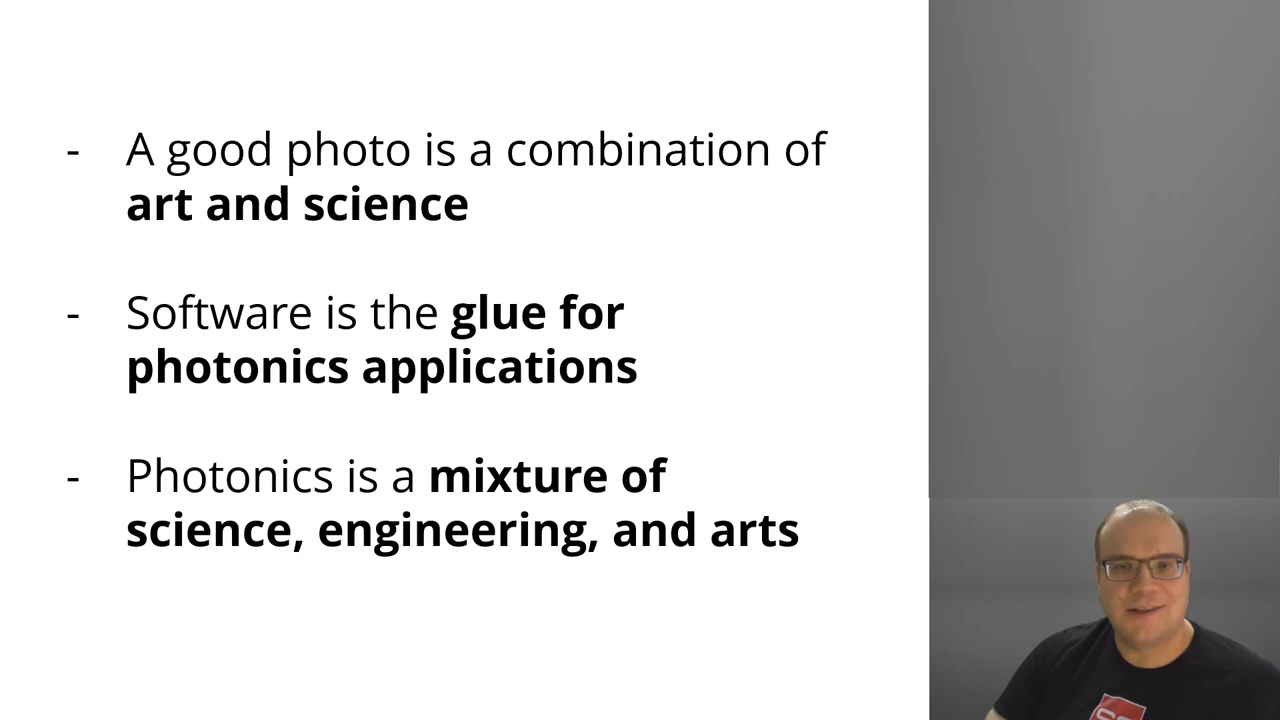 - A good photo is a combination of
art and science
- Software is the glue for
photonics applications
- Photonics is a mixture of
science, engineering, and arts